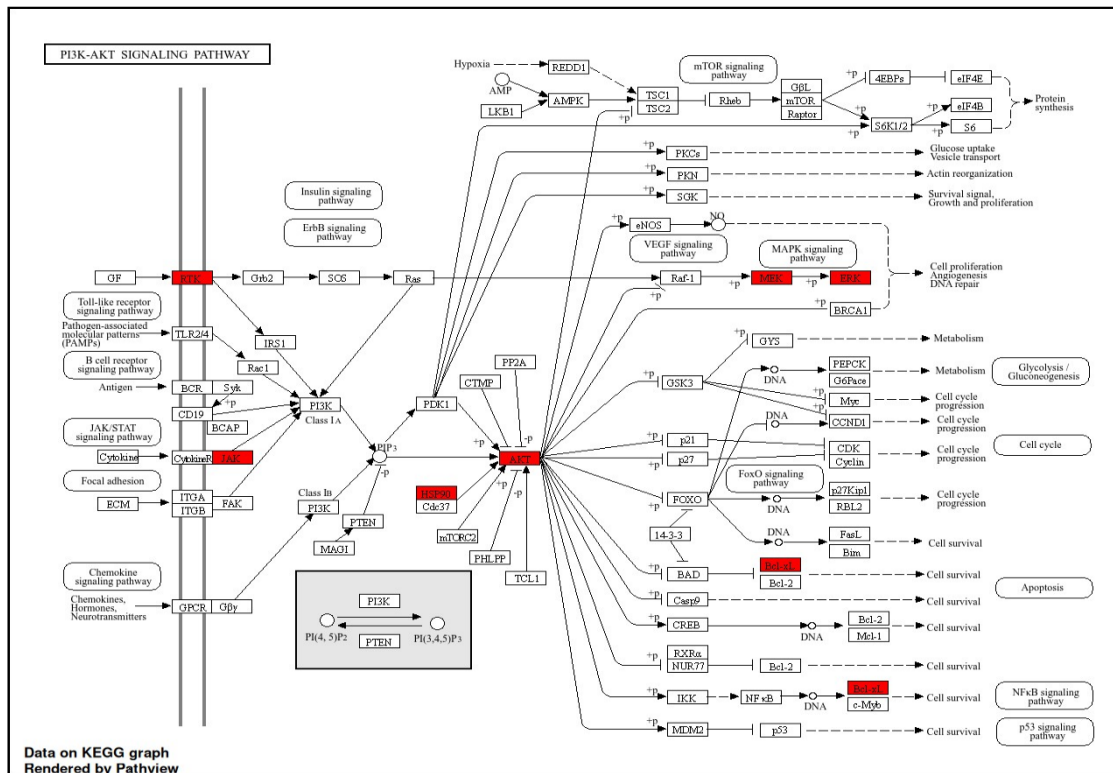 PI3K-AKT SIGNALING PATHWAY
Hypoxia
REDD1
mTOR signaling
pathway
AMP
LKB1
AMPK
TSC1
TSC2
+p
Rheb
GβL
mTOR
Raptor
+p
4EBPs
eIF4E
+p
+p
S6K1/2
+p
eIF4B
S6
Protein
synthesis
+p
PKCs
Glucose uptake
Vesicle transport
+p
PKN
Actin reorganization
+p
SGK
Survival signal,
Growth and proliferation
Insulin signaling
pathway
ErbB signaling
pathway
+p
eNOS
NO
VEGF signaling
pathway
MAPK signaling
pathway
GF
RTK
Grb2
SOS
Ras
Raf-1
+p
+p
MEK
+p
ERK
Cell proliferation
Angiogenesis
DNA repair
+p
BRCA1
Toll-like receptor
signaling pathway
Pathogen-associated
molecular patterns
(PAMPs)
TLR2/4
IRS1
Rac1
B cell receptor
signaling pathway
Antigen
BCR
Syk
+p
CD19
BCAP
PI3K
Class IA
PDK1
CTMP
PP2A
+p
GYS
Metabolism
+p
GSK3
DNA
PEPCK
G6Pace
Metabolism
Glycolysis /
Gluconeogenesis
+p
Myc
Cell cycle
progression
+p
DNA
CCND1
Cell cycle
progression
JAK/STAT
signaling pathway
Cytokine
CytokineR
JAK
PIP3
+p
-p
AKT
+p
p21
+p
p27
CDK
Cyclin
Cell cycle
progression
Cell cycle
Focal adhesion
ECM
ITGA
ITGB
FAK
Class IB
PI3K
-p
PTEN
MAGI
HSP90
Cdc37
+p
+p
-p
mTORC2
PHLPP
TCL1
FoxO signaling
pathway
+p
FOXO
DNA
p27Kip1
RBL2
Cell cycle
progression
14-3-3
DNA
FasL
Bim
Cell survival
Chemokine
signaling pathway
Chemokines,
Hormones,
Neurotransmitters
GPCR
Gβγ
PI3K
PI(4, 5)P2
PI(3,4,5)P3
PTEN
+p
BAD
Bcl-xL
Bcl-2
Cell survival
Apoptosis
+p
Casp9
Cell survival
+p
CREB
DNA
Bcl-2
Mcl-1
Cell survival
+p
RXRα
NUR77
Bcl-2
Cell survival
+p
IKK
NFκB
DNA
Bcl-xL
c-Myb
Cell survival
NFκB signaling
pathway
+p
MDM2
p53
Cell survival
p53 signaling
pathway
Data on KEGG graph
Rendered by Pathview